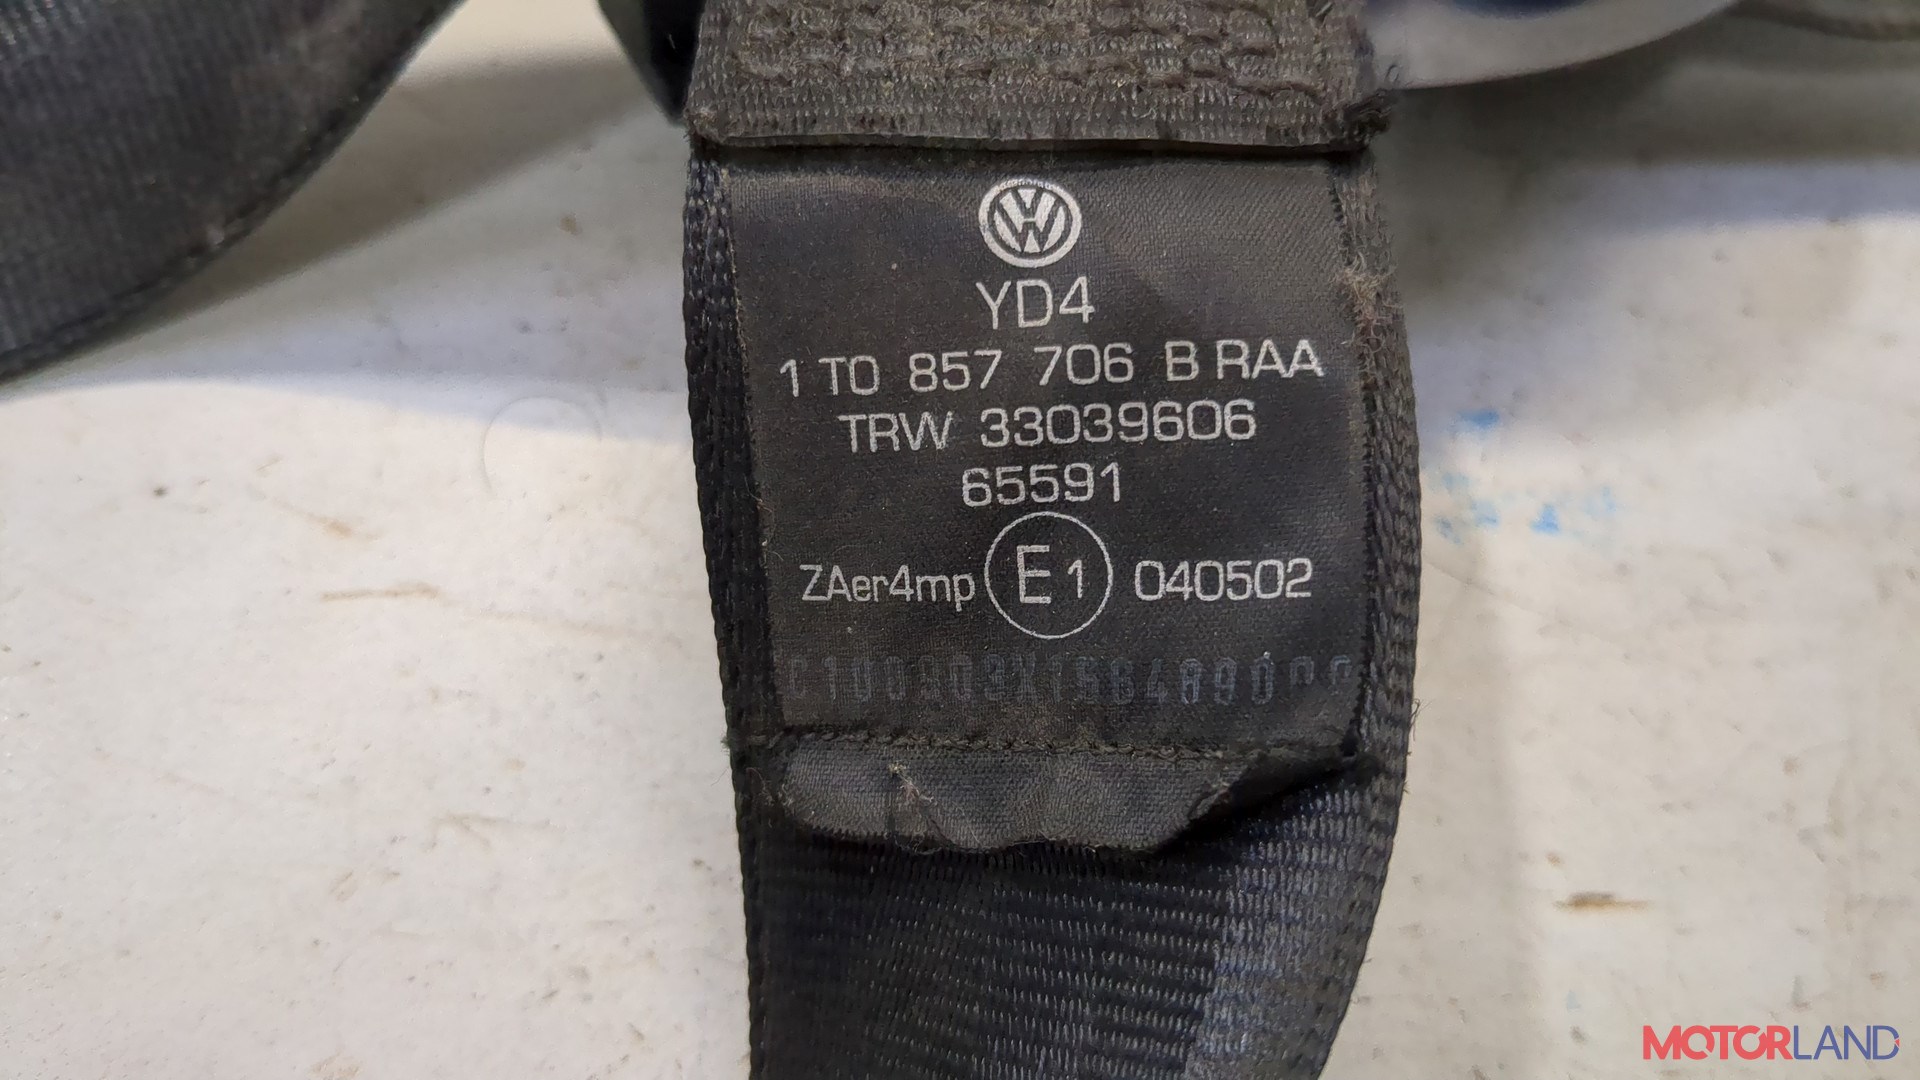 YD4
1T0 857 706 B RAA
TRW 33039606
65591
ZAer4mp E1 040502
MOTORLAND